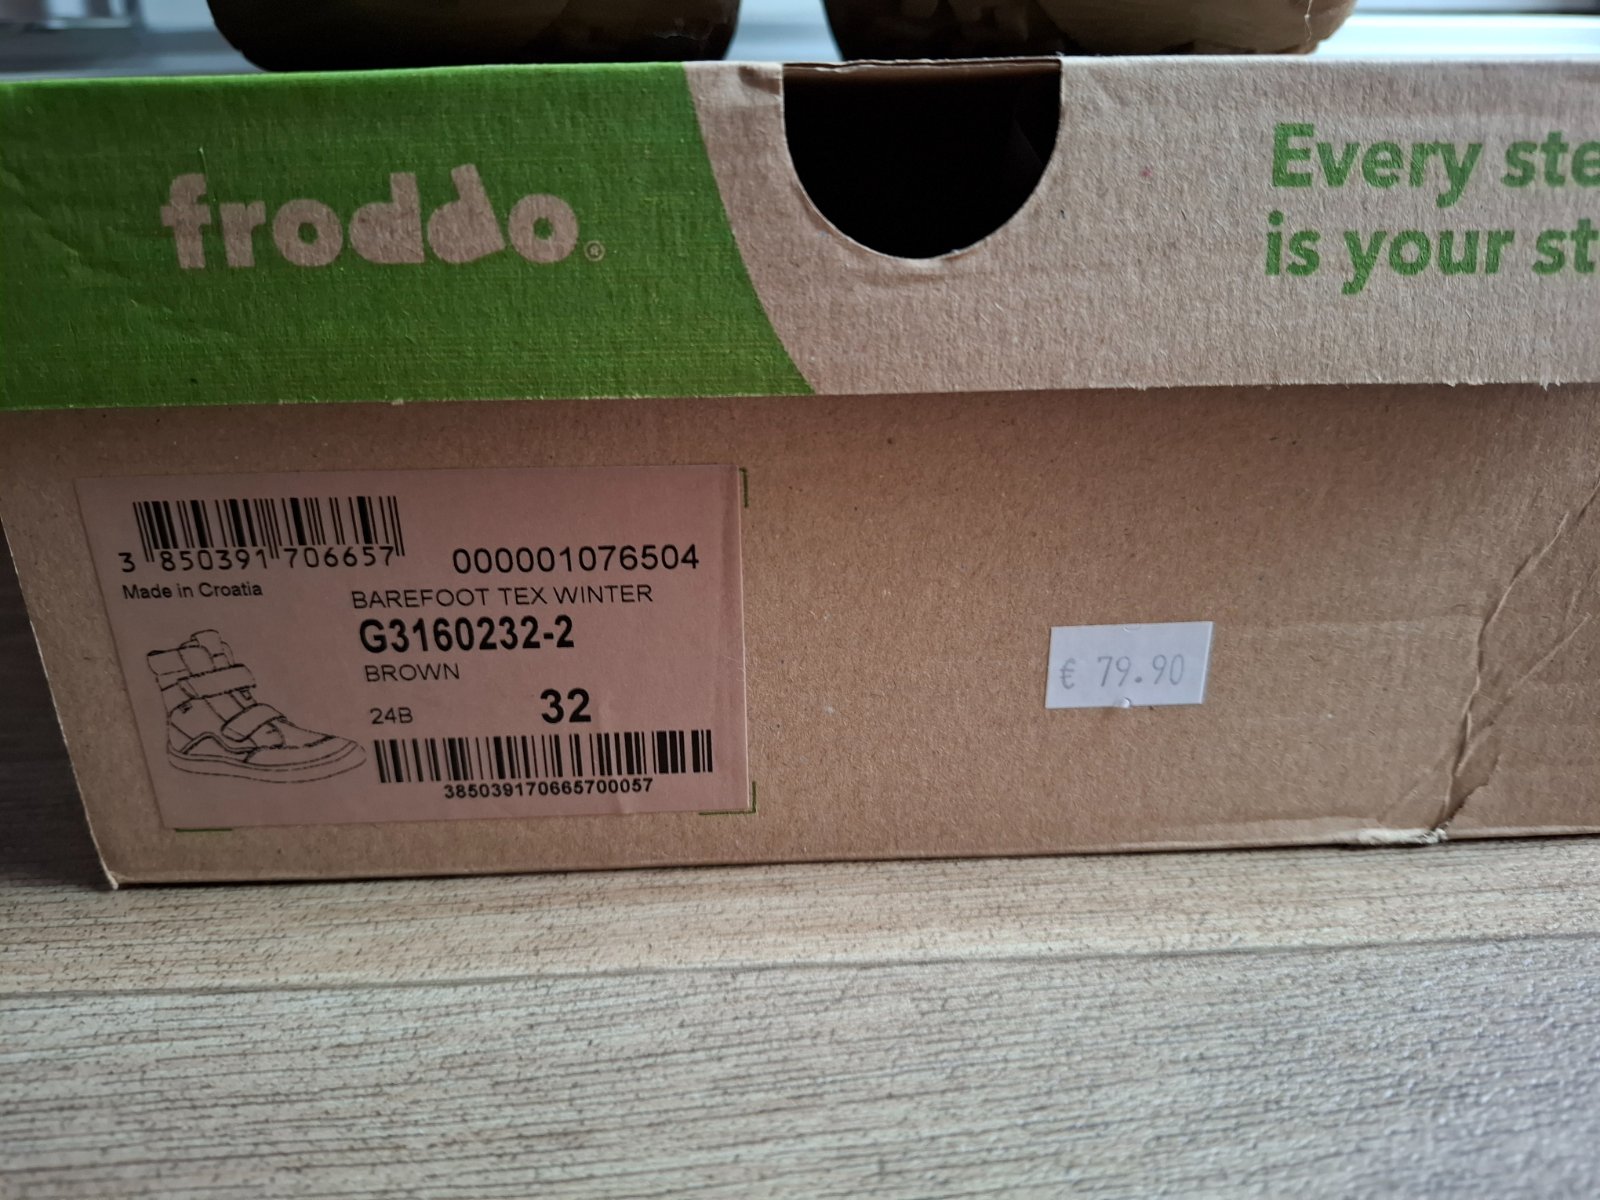 froddo®
Every ste
is your st
3 850391 706657
000001076504
Made in Croatia
BAREFOOT TEX WINTER
G3160232-2
BROWN
24B
32
385039170665700057
€ 79.90